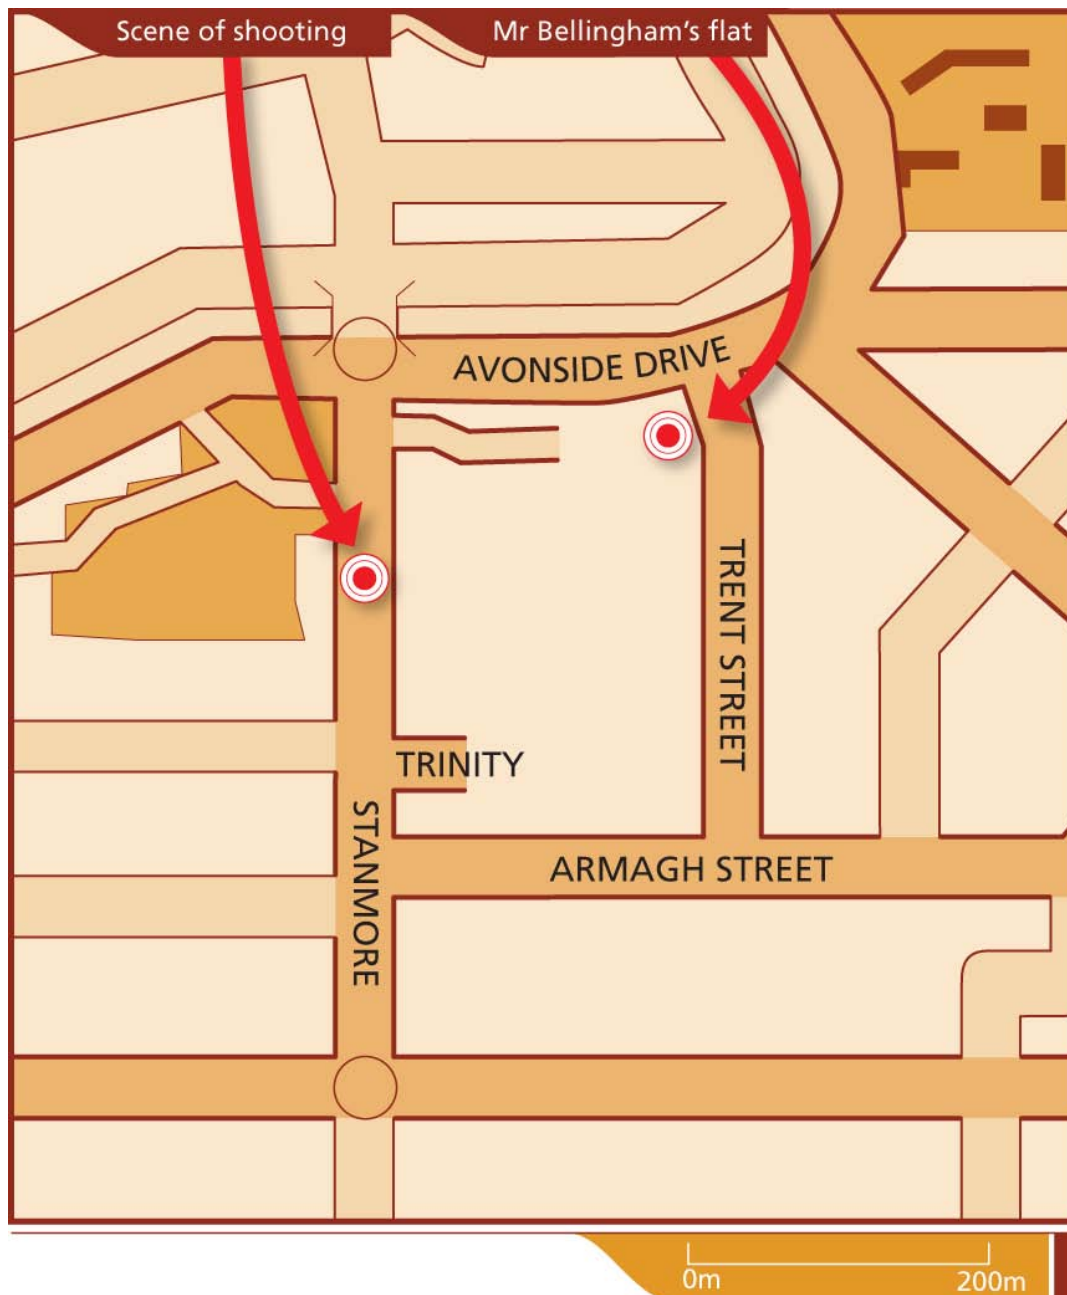 Scene of shooting
Mr Bellingham’s flat
AVONSIDE DRIVE
TRENT STREET
TRINITY
STANMORE
ARMAGH STREET
0m
200m